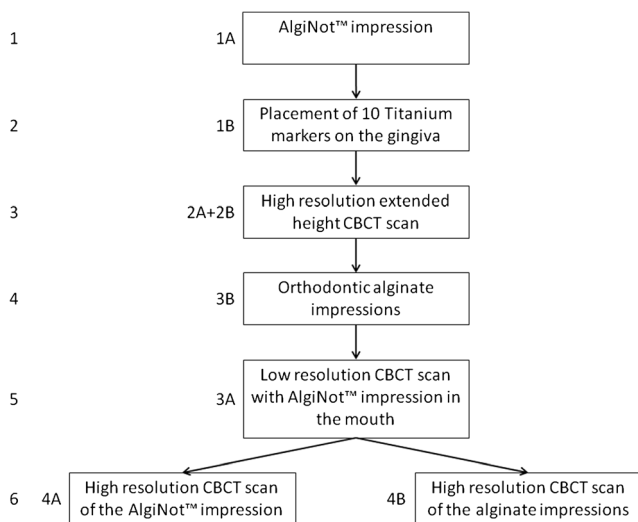 1 1A AlgiNot™ impression
2 1B Placement of 10 Titanium
markers on the gingiva
3 2A+2B High resolution extended
height CBCT scan
4 3B Orthodontic alginate
impressions
5 3A Low resolution CBCT scan
with AlgiNot™ impression in
the mouth
6 4A High resolution CBCT scan
of the AlgiNot™ impression
4B High resolution CBCT scan
of the alginate impressions